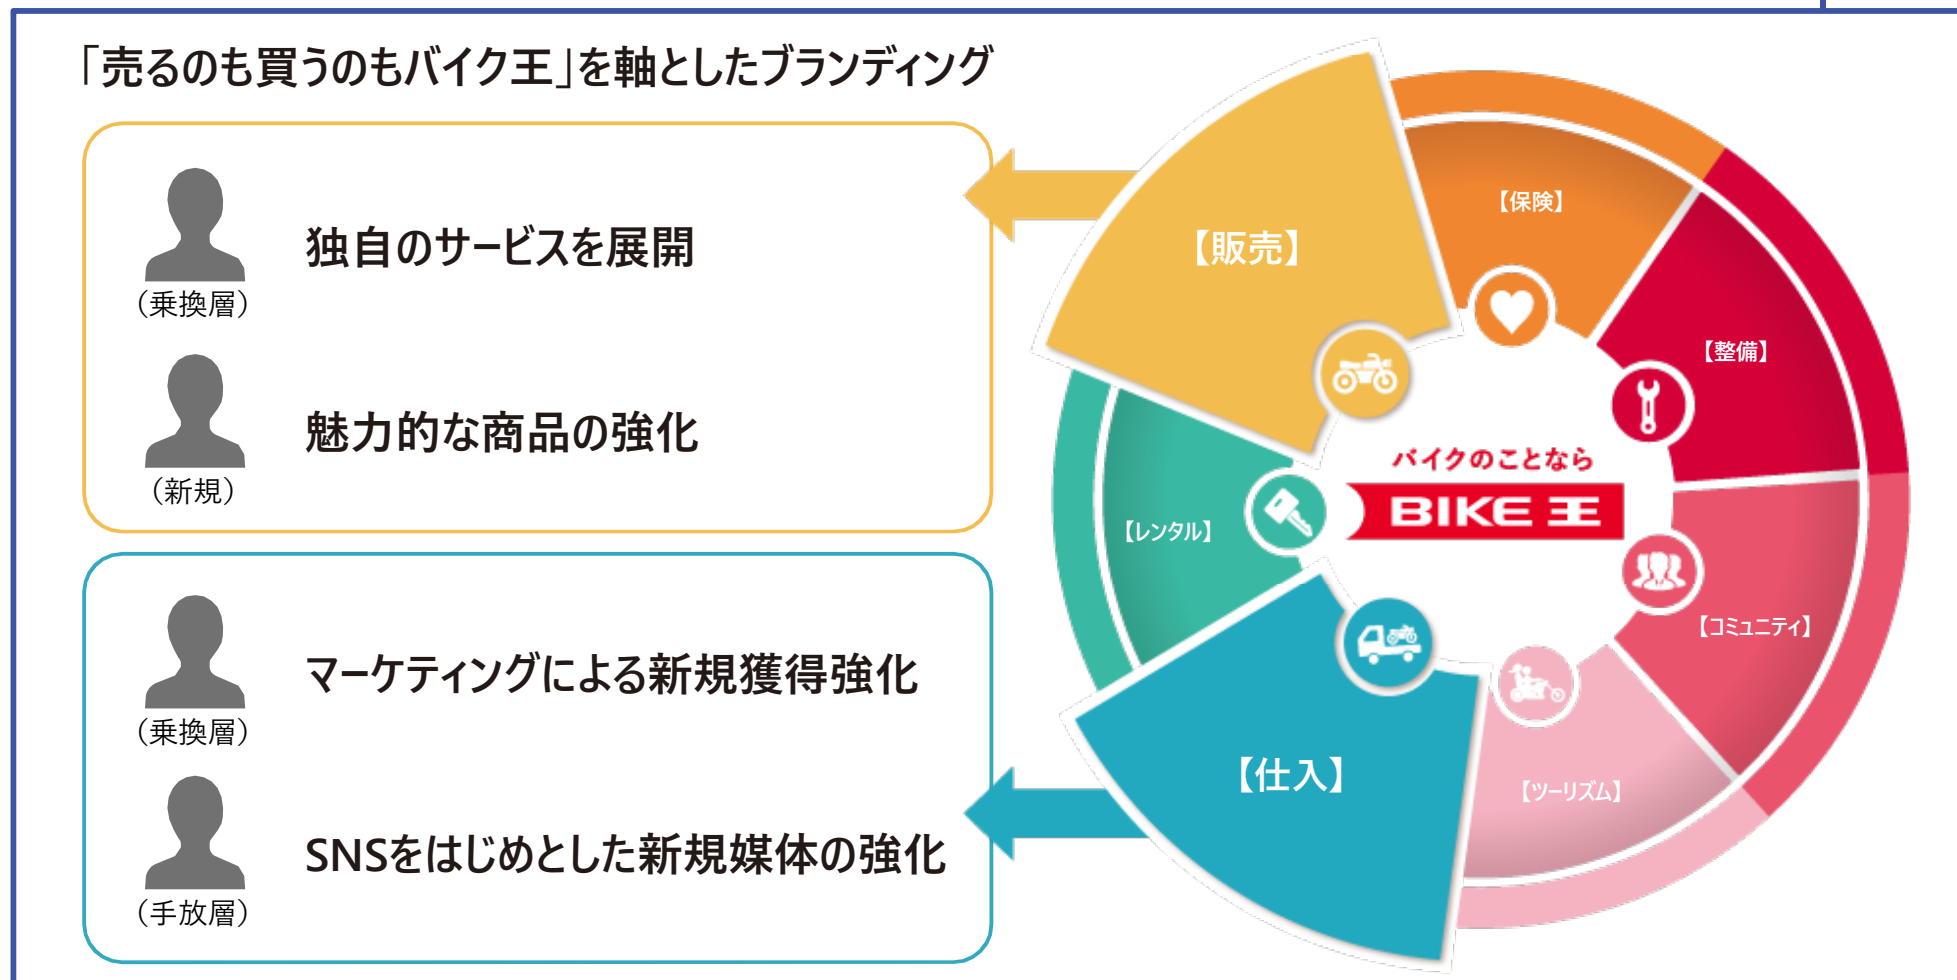 「売るのも買うのもバイク王」を軸としたブランディング
独自のサービスを展開
（乗換層）
魅力的な商品の強化
（新規）
マーケティングによる新規獲得強化
（乗換層）
SNSをはじめとした新規媒体の強化
（手放層）
【販売】
【保険】
【整備】
【コミュニティ】
【ツーリズム】
【仕入】
【レンタル】
バイクのことなら
BIKE王